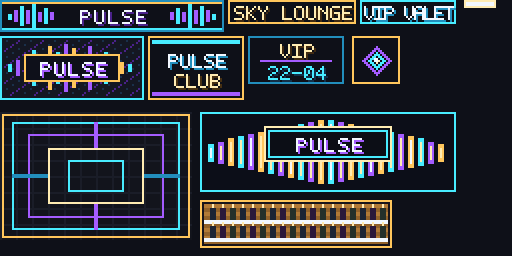 PULSE
SKY LOUNGE
VIP VALET
PULSE
PULSE
CLUB
VIP
22-04
PULSE